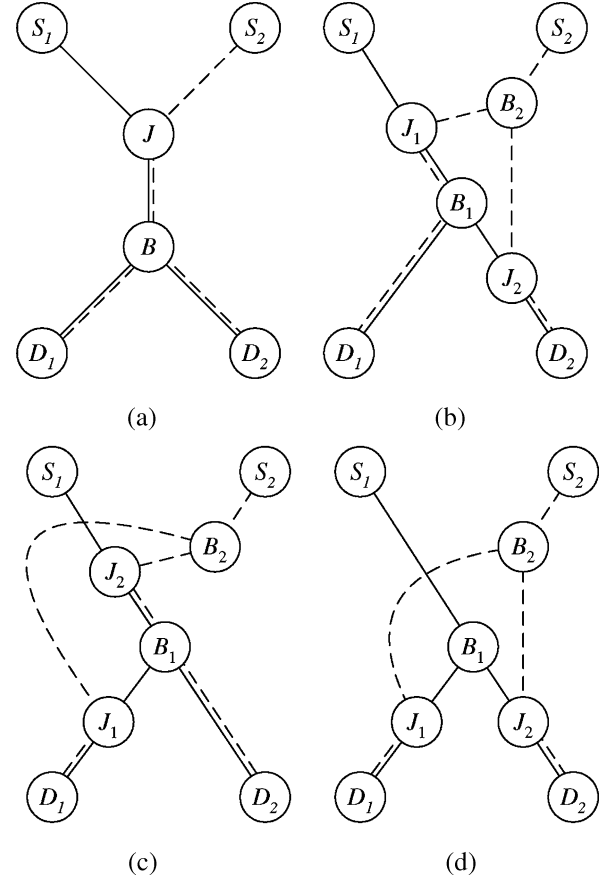 S1 S2 S1 S2
B2
J J1
B1
B
J2
D1 D2 D1 D2
(a) (b)
S1 S2 S1 S2
B2 B2
J2
B1 B1
J1 J1 J2
D1 D2 D1 D2
(c) (d)